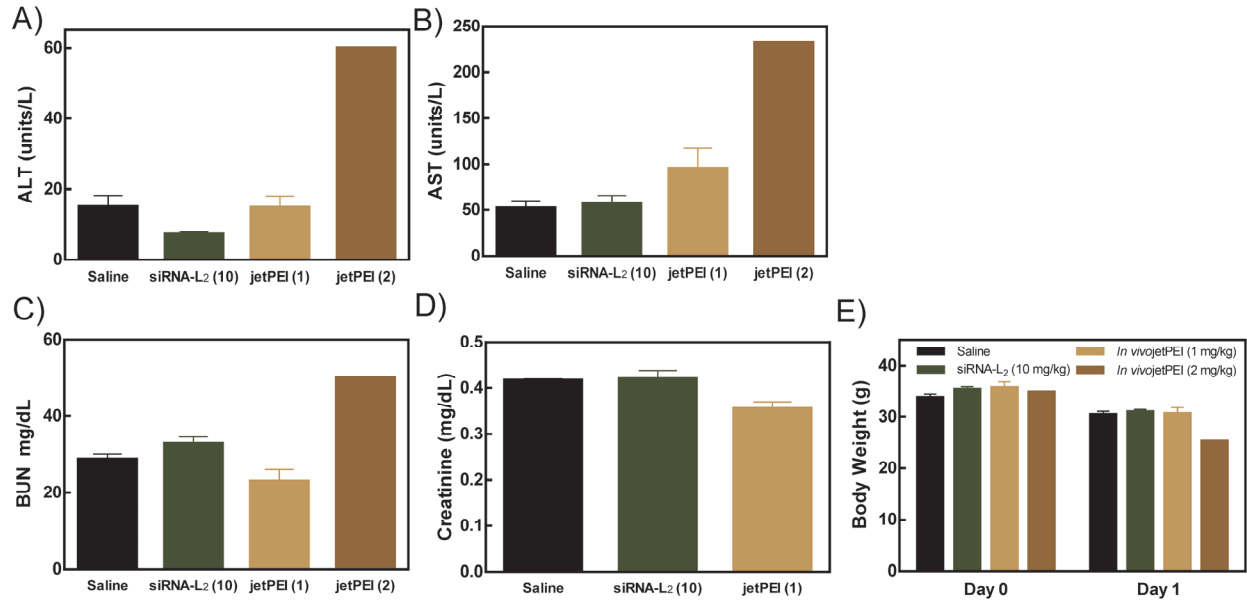 A)
60
40
20
0
ALT (units/L)
Saline
siRNA-L₂ (10)
jetPEI (1)
jetPEI (2)
B)
250
200
150
100
50
0
AST (units/L)
Saline
siRNA-L₂ (10)
jetPEI (1)
jetPEI (2)
C)
60
40
20
0
BUN mg/dL
Saline
siRNA-L₂ (10)
jetPEI (1)
jetPEI (2)
D)
0.5
0.4
0.3
0.4
0.1
0.0
Creatinine (mg/dL)
Saline
siRNA-L₂ (10)
jetPEI (1)
E)
Saline
siRNA-L₂ (10 mg/kg)
In vivojetPEI (1 mg/kg)
In vivojetPEI (2 mg/kg)
40
30
20
10
0
Body Weight (g)
Day 0
Day 1